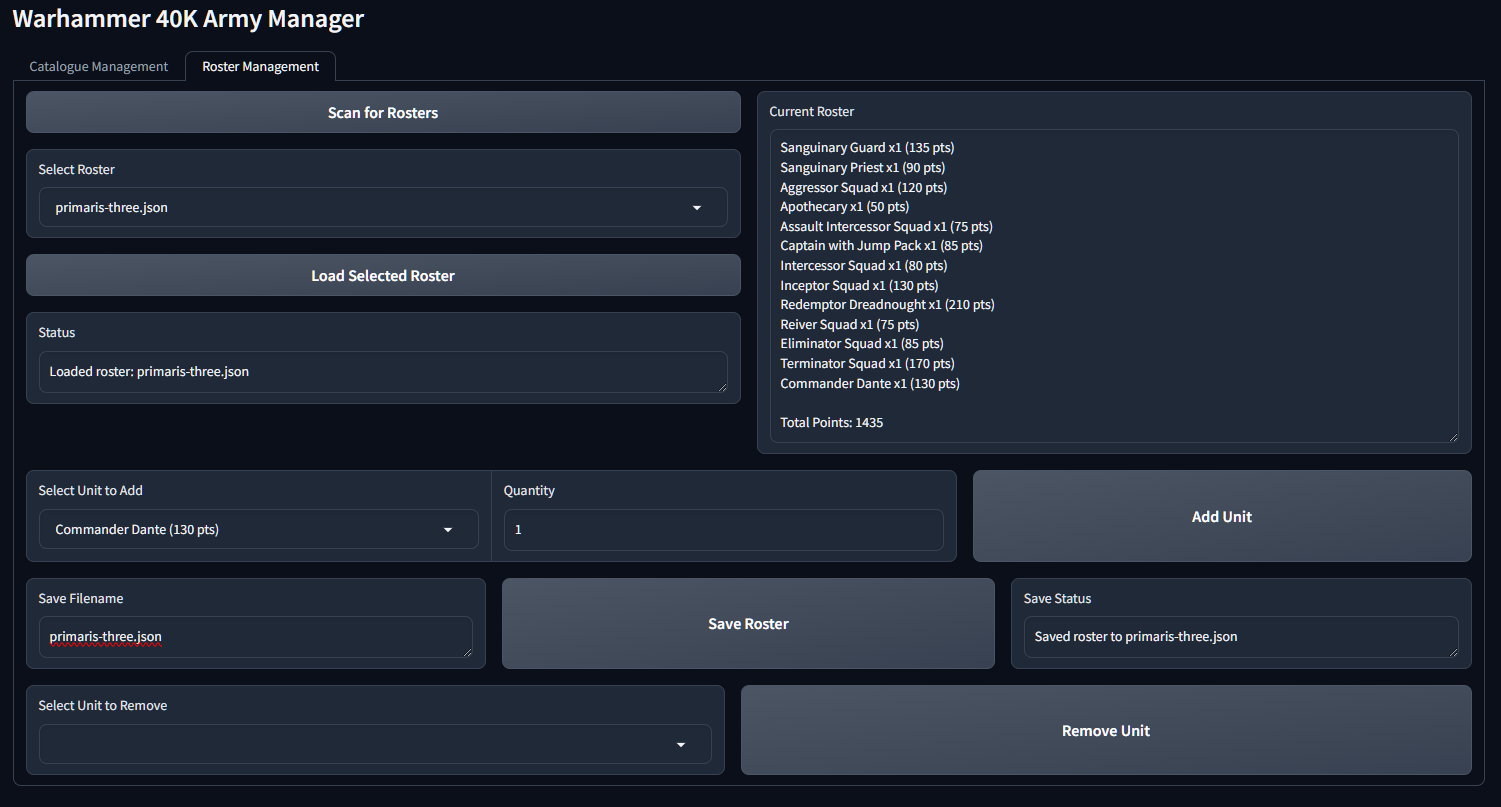 Warhammer 40K Army Manager
Catalogue Management
Roster Management
Scan for Rosters
Select Roster
primaris-three.json
Load Selected Roster
Status
Loaded roster: primaris-three.json
Current Roster
Sanguinary Guard x1 (135 pts)
Sanguinary Priest x1 (90 pts)
Aggressor Squad x1 (120 pts)
Apothecary x1 (50 pts)
Assault Intercessor Squad x1 (75 pts)
Captain with Jump Pack x1 (85 pts)
Intercessor Squad x1 (80 pts)
Inceptor Squad x1 (130 pts)
Redemptor Dreadnought x1 (210 pts)
Reiver Squad x1 (75 pts)
Eliminator Squad x1 (85 pts)
Terminator Squad x1 (170 pts)
Commander Dante x1 (130 pts)
Total Points: 1435
Select Unit to Add
Commander Dante (130 pts)
Quantity
1
Add Unit
Save Filename
primaris-three.json
Save Roster
Save Status
Saved roster to primaris-three.json
Select Unit to Remove
Remove Unit